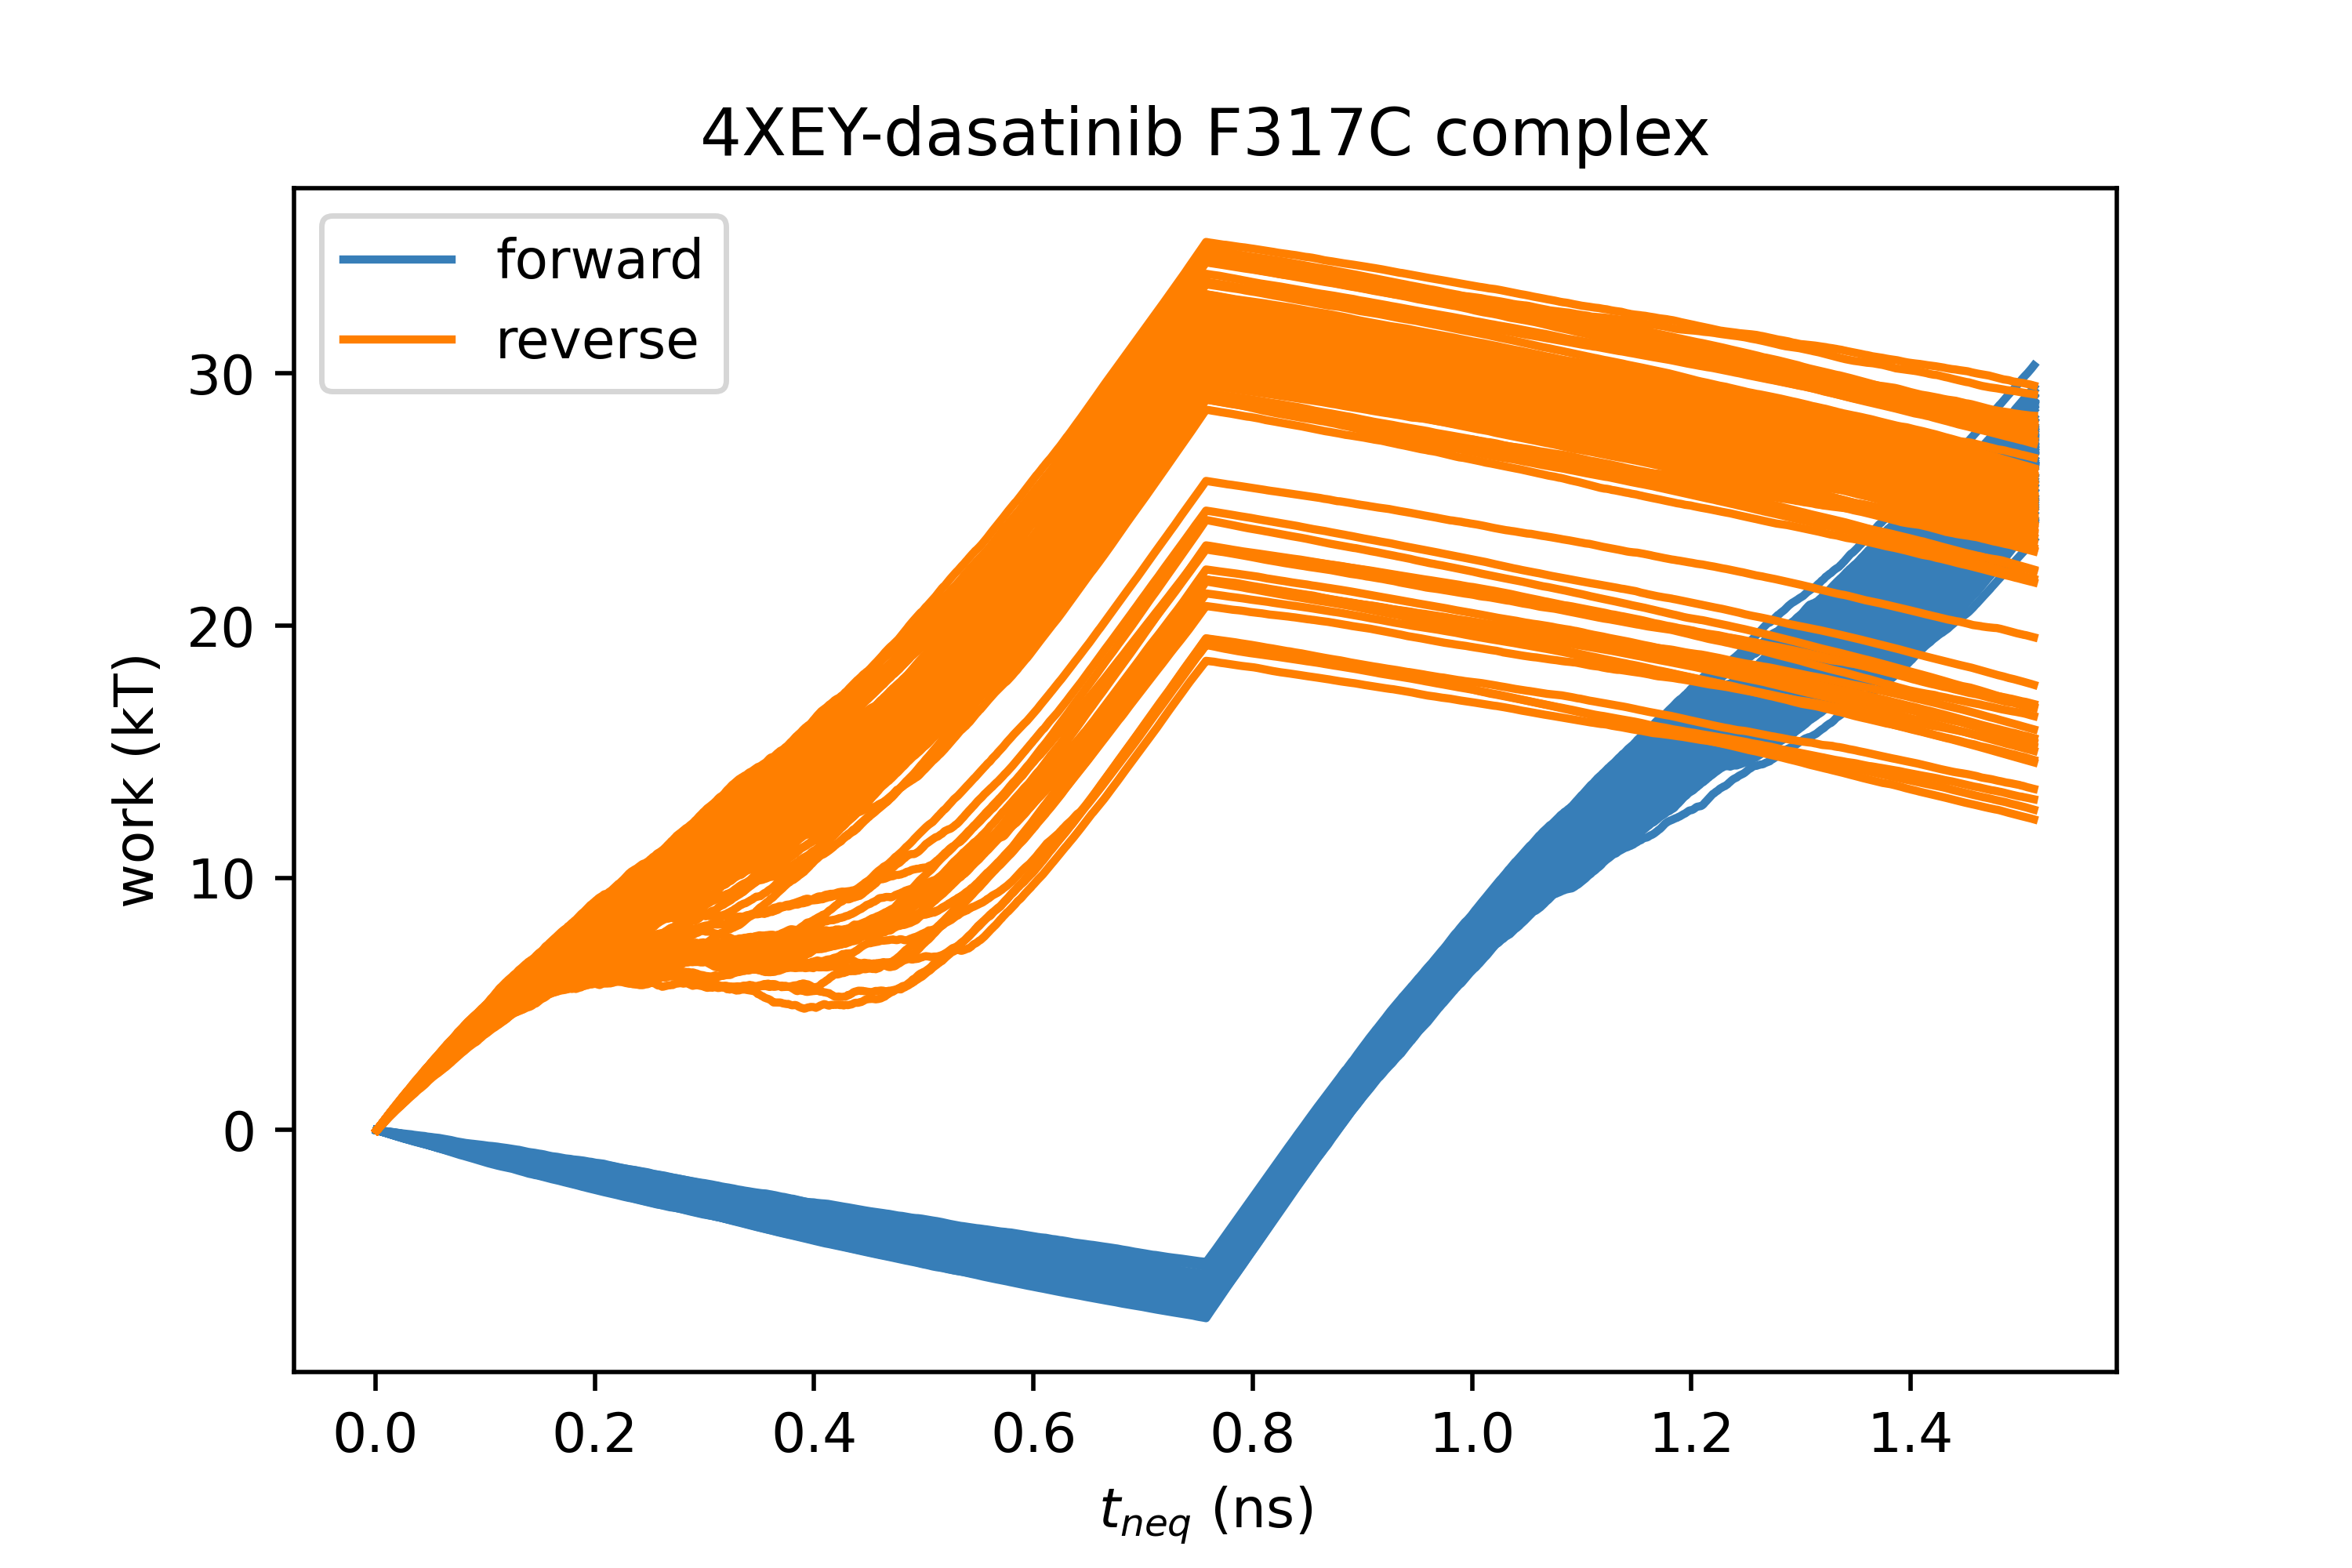 4XEY-dasatinib F317C complex
forward
reverse
work (kT)
30
20
10
0
0.0 0.2 0.4 0.6 0.8 1.0 1.2 1.4
t_neq (ns)